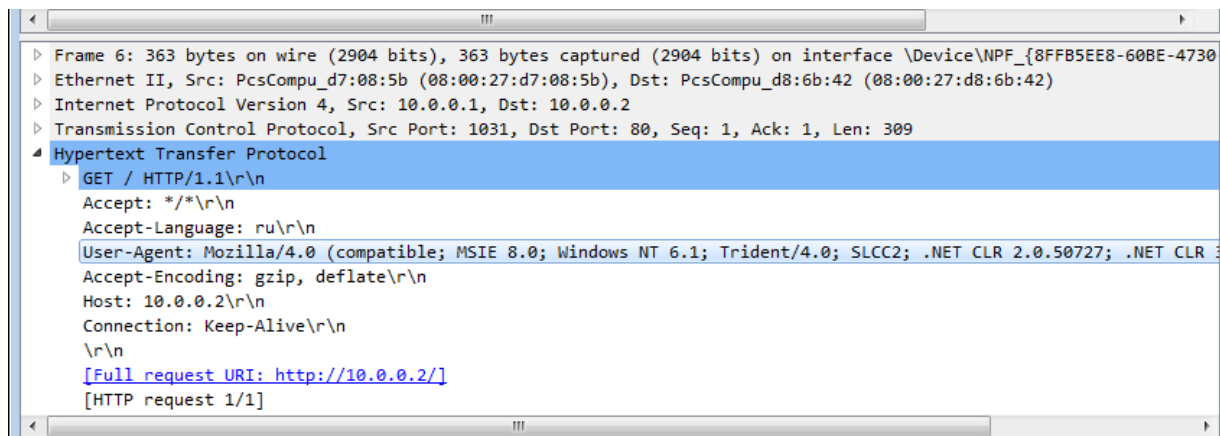 Frame 6: 363 bytes on wire (2904 bits), 363 bytes captured (2904 bits) on interface \Device\NPF_{8FFB5EE8-60BE-4730
Ethernet II, Src: PcsCompu_d7:08:5b (08:00:27:d7:08:5b), Dst: PcsCompu_d8:6b:42 (08:00:27:d8:6b:42)
Internet Protocol Version 4, Src: 10.0.0.1, Dst: 10.0.0.2
Transmission Control Protocol, Src Port: 1031, Dst Port: 80, Seq: 1, Ack: 1, Len: 309
Hypertext Transfer Protocol
GET / HTTP/1.1\r\n
Accept: */*\r\n
Accept-Language: ru\r\n
User-Agent: Mozilla/4.0 (compatible; MSIE 8.0; Windows NT 6.1; Trident/4.0; SLCC2; .NET CLR 2.0.50727; .NET CLR
Accept-Encoding: gzip, deflate\r\n
Host: 10.0.0.2\r\n
Connection: Keep-Alive\r\n
\r\n
[Full request URI: http://10.0.0.2/]
[HTTP request 1/1]